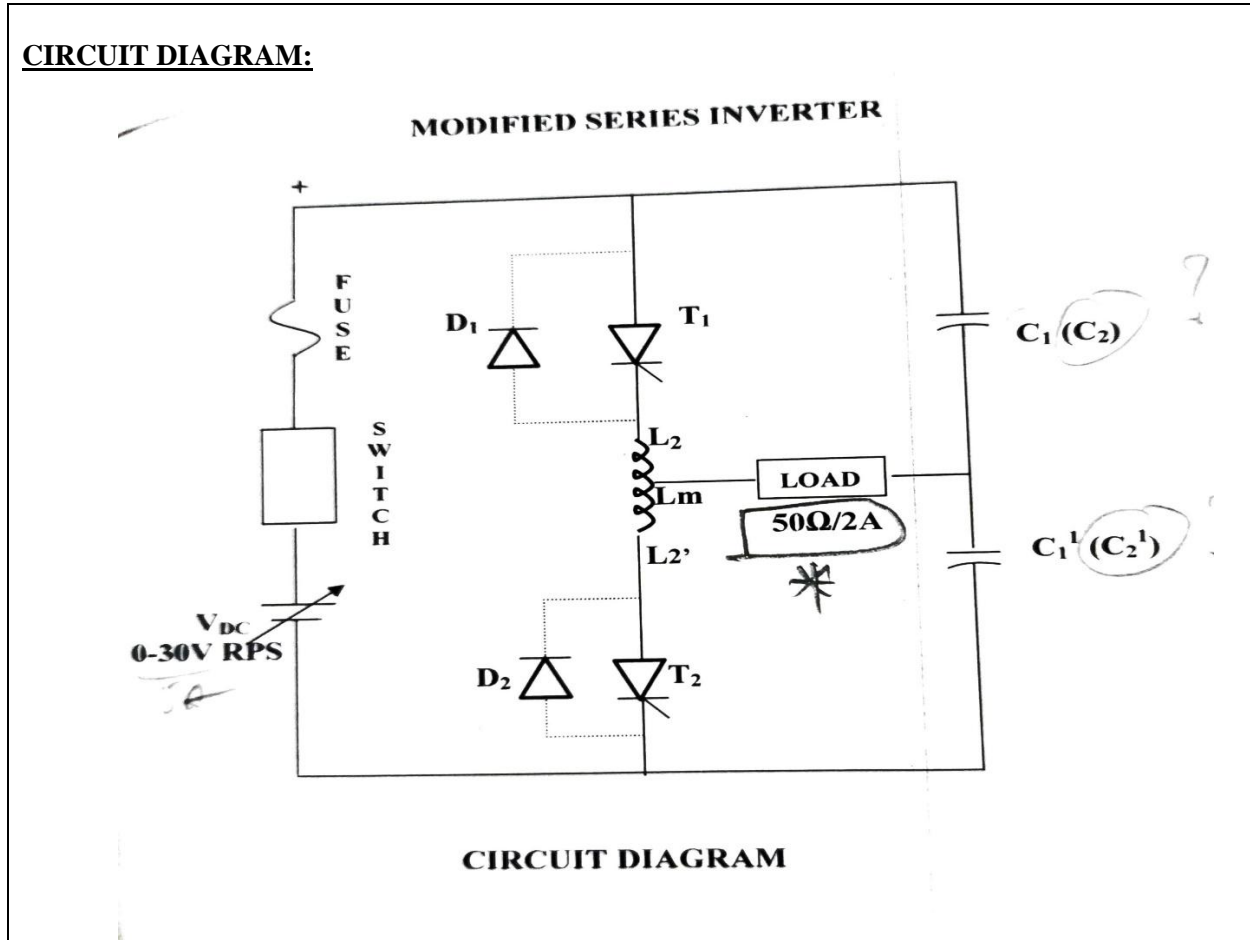 CIRCUIT DIAGRAM:
MODIFIED SERIES INVERTER
+
FUSE
D₁
T₁
C₁ (C₂)
?
SWITCH
L₂
Lm
LOAD
50Ω/2A
L2’
C₁¹ (C₂¹)
V_DC
0-30V RPS
D₂
T₂
CIRCUIT DIAGRAM